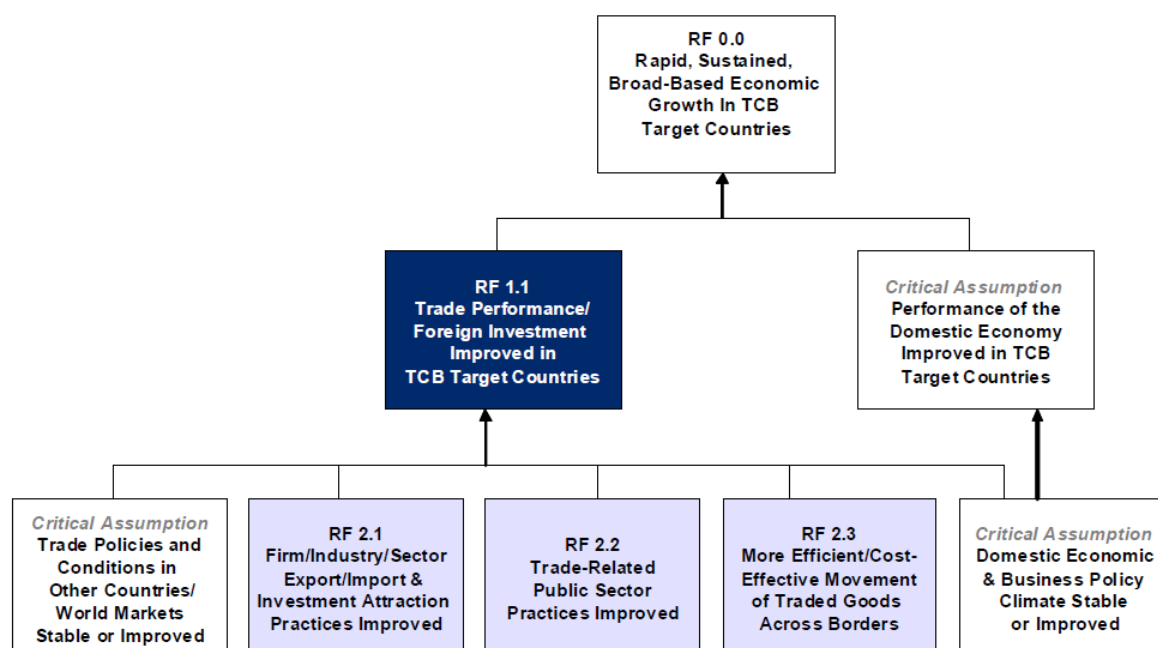 RF 0.0
Rapid, Sustained,
Broad-Based Economic
Growth In TCB
Target Countries
RF 1.1
Trade Performance/
Foreign Investment
Improved in
TCB Target Countries
Critical Assumption
Performance of the
Domestic Economy
Improved in TCB
Target Countries
Critical Assumption
Trade Policies and
Conditions in
Other Countries/
World Markets
Stable or Improved
RF 2.1
Firm/Industry/Sector
Export/Import &
Investment Attraction
Practices Improved
RF 2.2
Trade-Related
Public Sector
Practices Improved
RF 2.3
More Efficient/Cost-
Effective Movement
of Traded Goods
Across Borders
Critical Assumption
Domestic Economic
& Business Policy
Climate Stable
or Improved